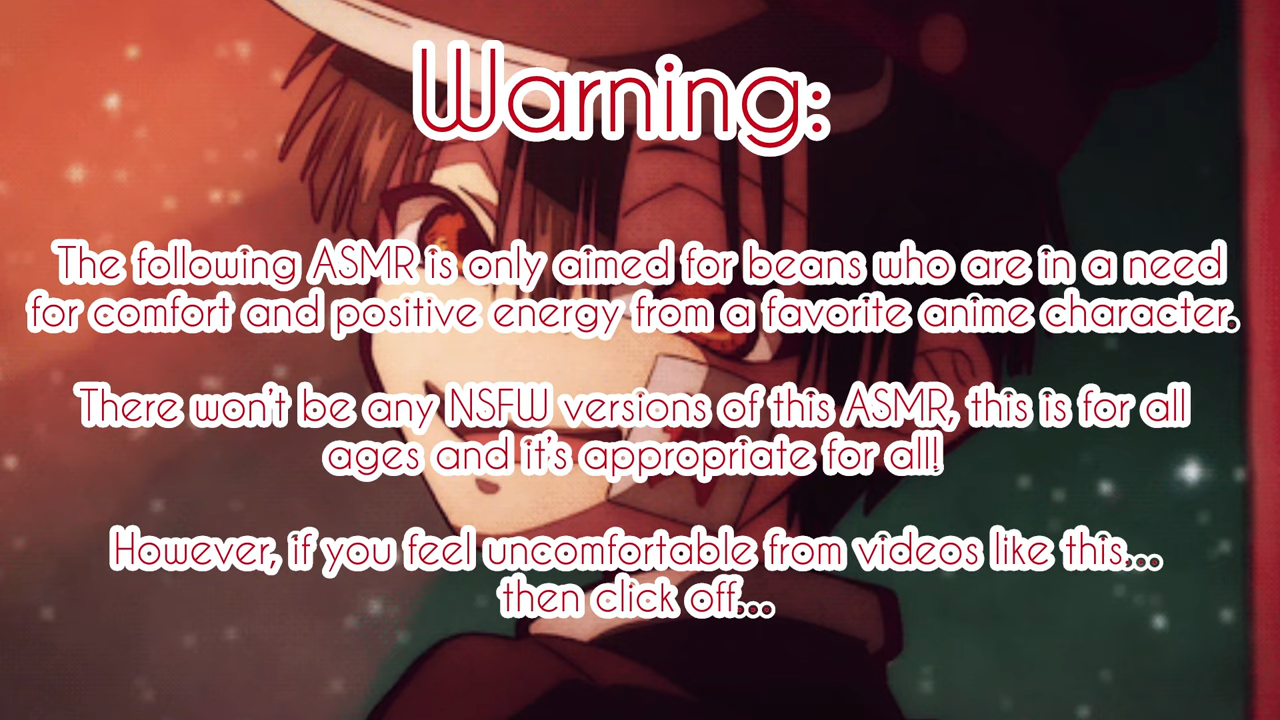 Warning:
The following ASMR is only aimed for beans who are in a need
for comfort and positive energy from a favorite anime character.
There won't be any NSFW versions of this ASMR, this is for all
ages and it's appropriate for all!
However, if you feel uncomfortable from videos like this...
then click off...